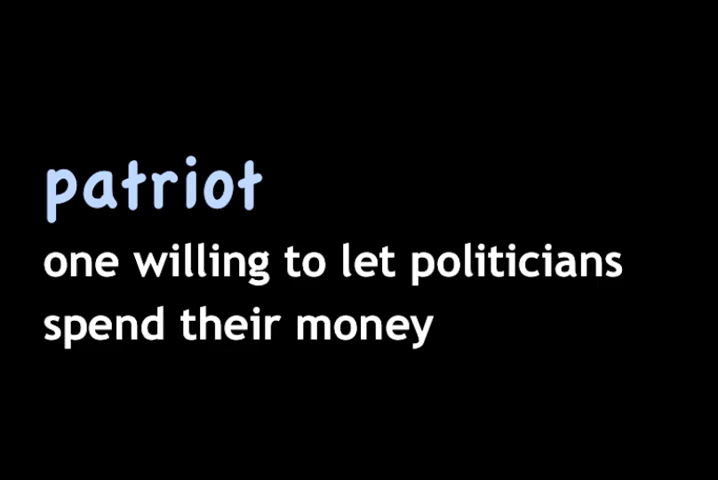 patriot
one willing to let politicians
spend their money